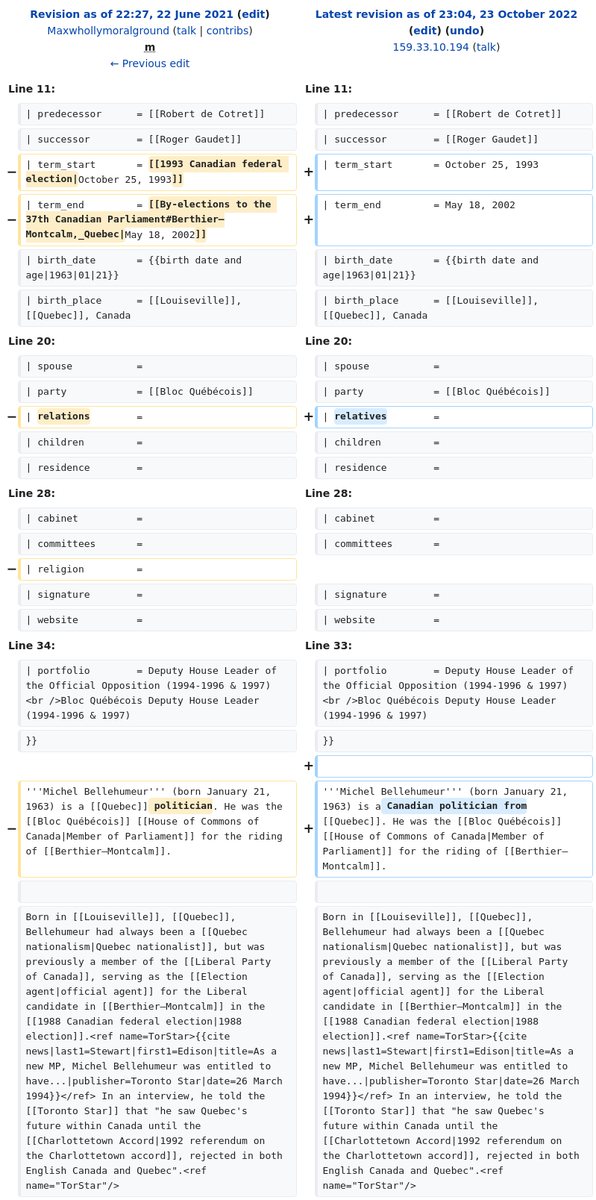 Revision as of 22:27, 22 June 2021 (edit)
Maxwhollymoralground (talk | contribs)
m
← Previous edit
Latest revision as of 23:04, 23 October 2022
(edit) (undo)
159.33.10.194 (talk)
Line 11:
Line 11:
| predecessor = [[Robert de Cotret]]
| predecessor = [[Robert de Cotret]]
| successor = [[Roger Gaudet]]
| successor = [[Roger Gaudet]]
− | term_start = [[1993 Canadian federal
election|October 25, 1993]]
+ | term_start = October 25, 1993
− | term_end = [[By-elections to the
37th Canadian Parliament#Berthier—
Montcalm,_Quebec|May 18, 2002]]
+ | term_end = May 18, 2002
| birth_date = {{birth date and
age|1963|01|21}}
| birth_date = {{birth date and
age|1963|01|21}}
| birth_place = [[Louiseville]],
[[Quebec]], Canada
| birth_place = [[Louiseville]],
[[Quebec]], Canada
Line 20:
Line 20:
| spouse =
| spouse =
| party = [[Bloc Québécois]]
| party = [[Bloc Québécois]]
− | relations =
+ | relatives =
| children =
| children =
| residence =
| residence =
Line 28:
Line 28:
| cabinet =
| cabinet =
| committees =
| committees =
− | religion =
| signature =
| signature =
| website =
| website =
Line 34:
Line 33:
| portfolio = Deputy House Leader of
the Official Opposition (1994-1996 & 1997)
<br />Bloc Québécois Deputy House Leader
(1994-1996 & 1997)
| portfolio = Deputy House Leader of
the Official Opposition (1994-1996 & 1997)
<br />Bloc Québécois Deputy House Leader
(1994-1996 & 1997)
}}
}}
+
− '''Michel Bellehumeur''' (born January 21,
1963) is a [[Quebec]] politician. He was the
[[Bloc Québécois]] [[House of Commons of
Canada|Member of Parliament]] for the riding
of [[Berthier—Montcalm]].
+ '''Michel Bellehumeur''' (born January 21,
1963) is a Canadian politician from
[[Quebec]]. He was the [[Bloc Québécois]]
[[House of Commons of Canada|Member of
Parliament]] for the riding of [[Berthier—
Montcalm]].
Born in [[Louiseville]], [[Quebec]],
Bellehumeur had always been a [[Quebec
nationalism|Quebec nationalist]], but was
previously a member of the [[Liberal Party
of Canada]], serving as the [[Election
agent|official agent]] for the Liberal
candidate in [[Berthier—Montcalm]] in the
[[1988 Canadian federal election|1988
election]].<ref name=TorStar>{{cite
news|last1=Stewart|first1=Edison|title=As a
new MP, Michel Bellehumeur was entitled to
have...|publisher=Toronto Star|date=26 March
1994}}</ref> In an interview, he told the
[[Toronto Star]] that "he saw Quebec's
future within Canada until the
[[Charlottetown Accord|1992 referendum on
the Charlottetown accord]], rejected in both
English Canada and Quebec".<ref
name="TorStar"/>
Born in [[Louiseville]], [[Quebec]],
Bellehumeur had always been a [[Quebec
nationalism|Quebec nationalist]], but was
previously a member of the [[Liberal Party
of Canada]], serving as the [[Election
agent|official agent]] for the Liberal
candidate in [[Berthier—Montcalm]] in the
[[1988 Canadian federal election|1988
election]].<ref name=TorStar>{{cite
news|last1=Stewart|first1=Edison|title=As a
new MP, Michel Bellehumeur was entitled to
have...|publisher=Toronto Star|date=26 March
1994}}</ref> In an interview, he told the
[[Toronto Star]] that "he saw Quebec's
future within Canada until the
[[Charlottetown Accord|1992 referendum on
the Charlottetown accord]], rejected in both
English Canada and Quebec".<ref
name="TorStar"/>